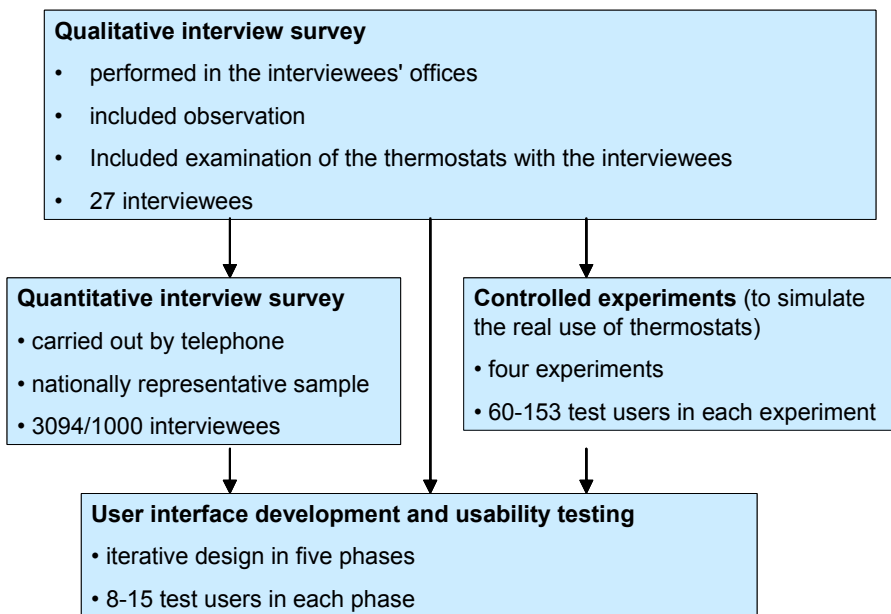 Qualitative interview survey
• performed in the interviewees' offices
• included observation
• Included examination of the thermostats with the interviewees
• 27 interviewees
Quantitative interview survey
• carried out by telephone
• nationally representative sample
• 3094/1000 interviewees
Controlled experiments (to simulate
the real use of thermostats)
• four experiments
• 60-153 test users in each experiment
User interface development and usability testing
• iterative design in five phases
• 8-15 test users in each phase